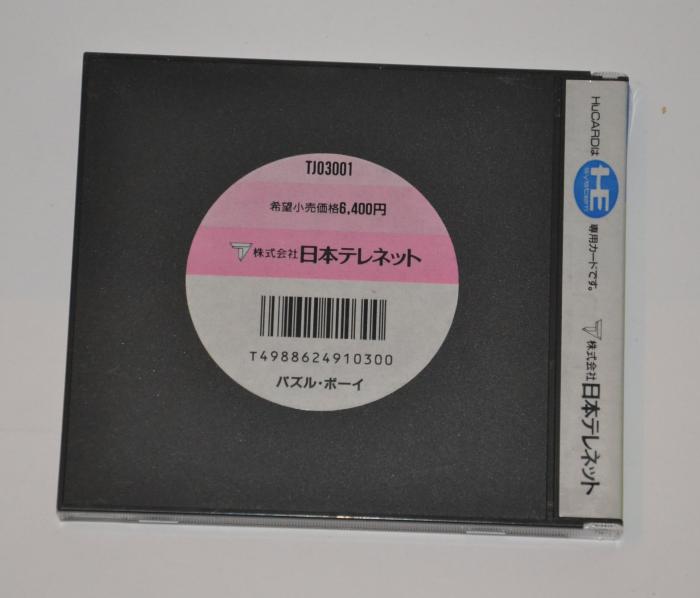 TJ03001
希望小売価格6,400円
株式会社日本テレネット
T4988624910300
パズル・ボーイ
HuCARDは
HE
system
専用カードです。
株式会社日本テレネット